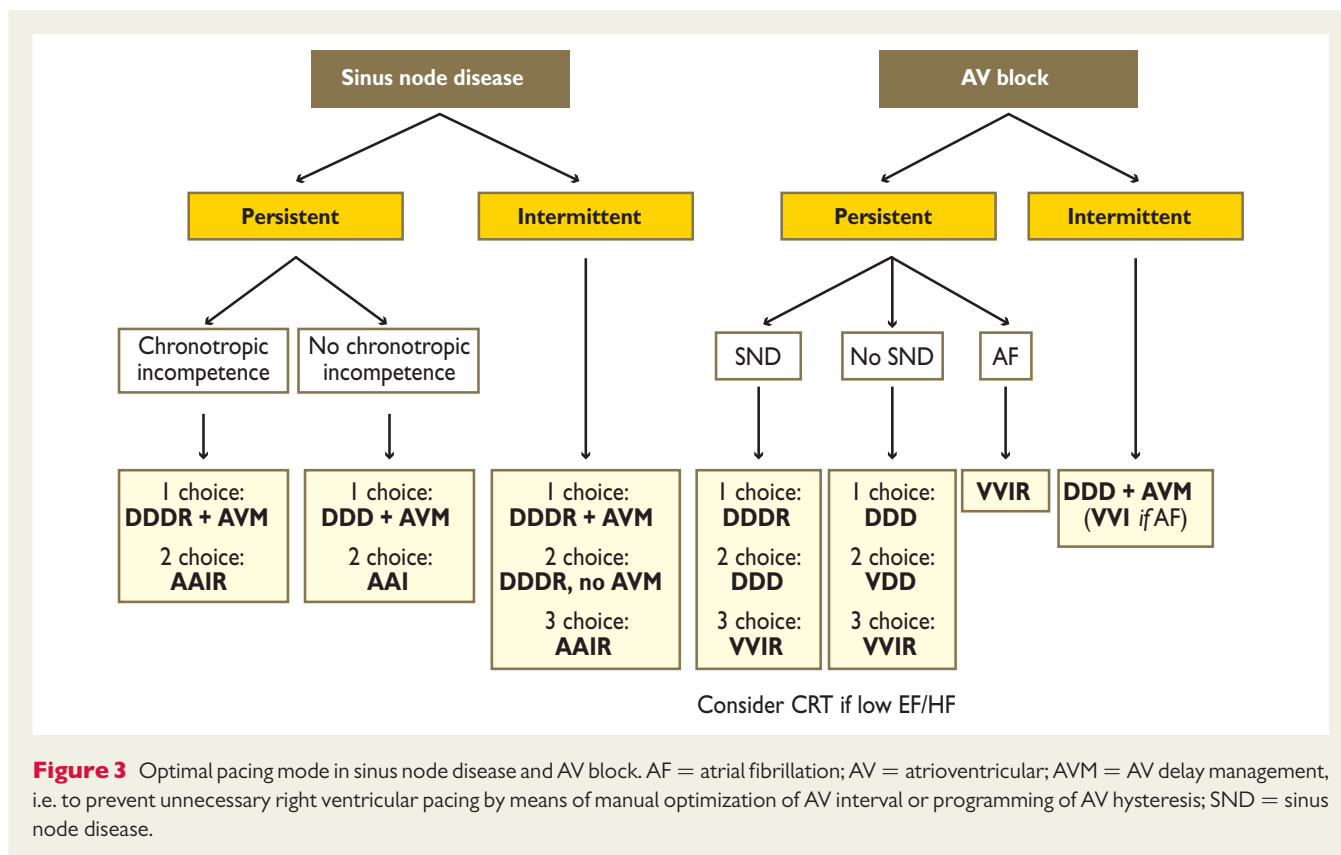 Sinus node disease
AV block
Persistent
Intermittent
Persistent
Intermittent
Chronotropic
incompetence
No chronotropic
incompetence
SND
No SND
AF
1 choice:
DDDR + AVM
2 choice:
AAIR
1 choice:
DDD + AVM
2 choice:
AAI
1 choice:
DDDR + AVM
2 choice:
DDDR, no AVM
3 choice:
AAIR
1 choice:
DDDR
2 choice:
DDD
3 choice:
VVIR
1 choice:
DDD
2 choice:
VDD
3 choice:
VVIR
VVIR
DDD + AVM
(VVI if AF)
Consider CRT if low EF/HF
Figure 3 Optimal pacing mode in sinus node disease and AV block. AF = atrial fibrillation; AV = atrioventricular; AVM = AV delay management,
i.e. to prevent unnecessary right ventricular pacing by means of manual optimization of AV interval or programming of AV hysteresis; SND = sinus
node disease.